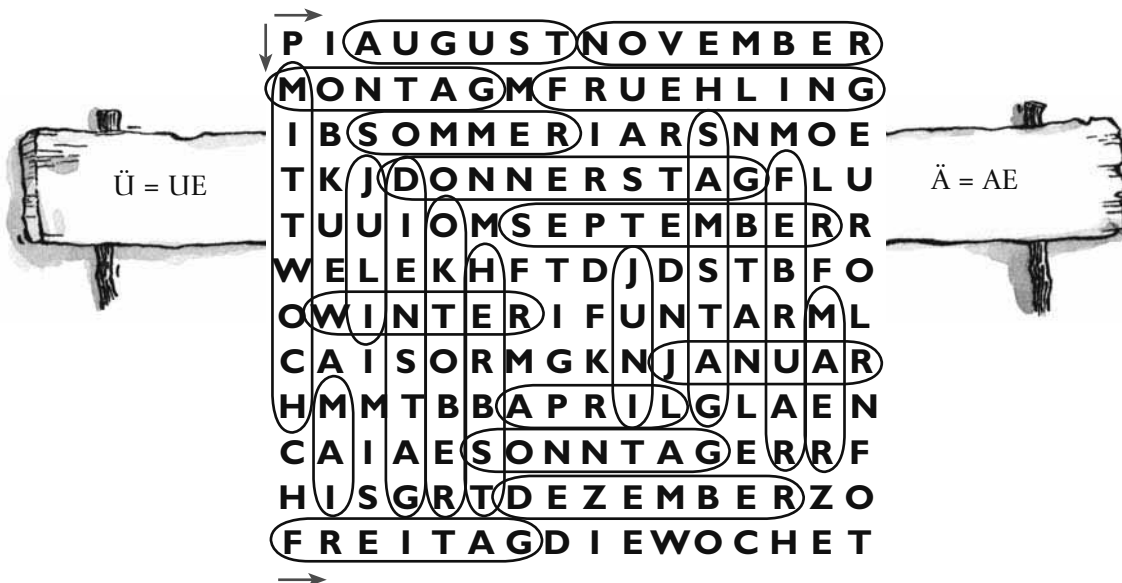 P I A U G U S T N O V E M B E R
M O N T A G M F R U E H L I N G
I B S O M M E R I A R S N M O E
T K J D O N N E R S T A G F L U
Ü = UE
Ä = AE
T U U I O M S E P T E M B E R R
W E L E K H F T D J D S T B F O
O W I N T E R I F U N T A R M L
C A I S O R M G K N J A N U A R
H M M T B B A P R I L G L A E N
C A I A E S O N N T A G E R R F
H I S G R T D E Z E M B E R Z O
F R E I T A G D I E W O C H E T